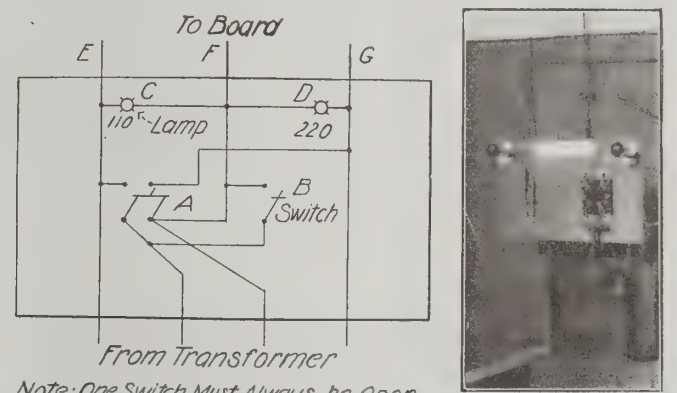 To Board
E F G
C D
110 Lamp 220
A B
Switch
From Transformer
Note: One Switch Must Always be Open